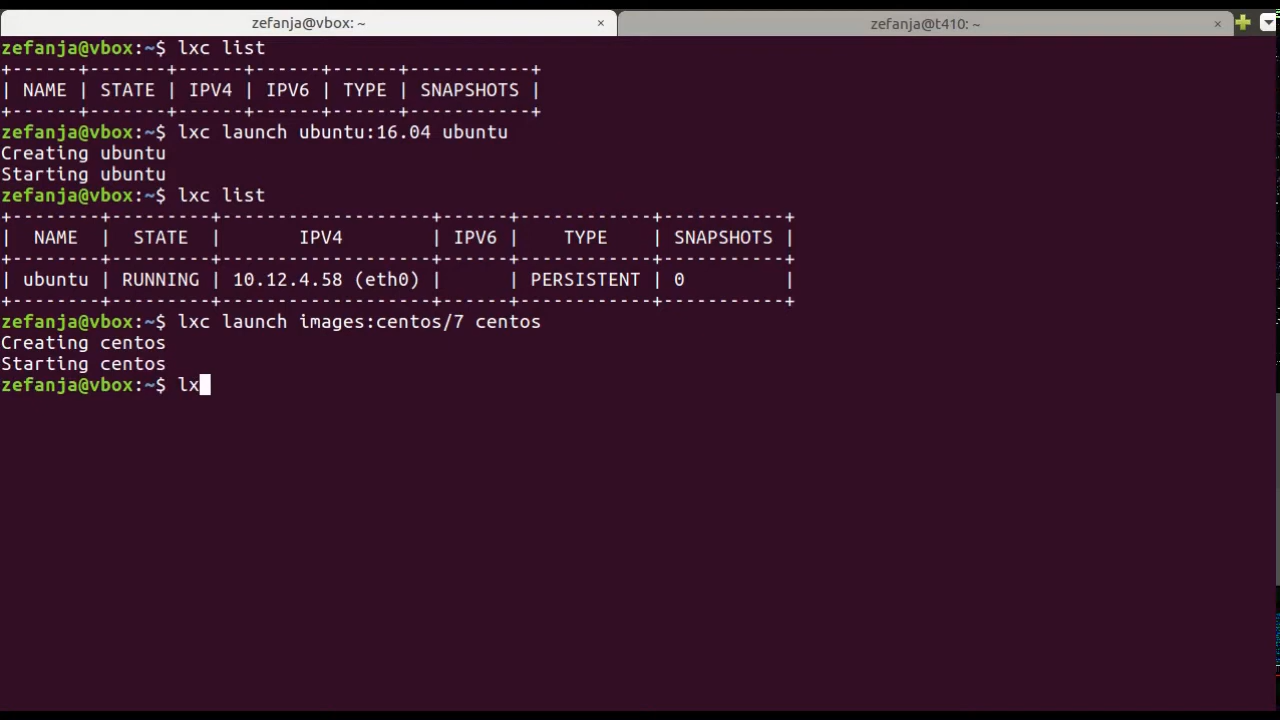 zefanja@vbox: ~ × zefanja@t410: ~ ×
zefanja@vbox:~$ lxc list
+------+-------+------+------+------+-----------+
| NAME | STATE | IPV4 | IPV6 | TYPE | SNAPSHOTS |
+------+-------+------+------+------+-----------+
zefanja@vbox:~$ lxc launch ubuntu:16.04 ubuntu
Creating ubuntu
Starting ubuntu
zefanja@vbox:~$ lxc list
+--------+---------+-------------------+------+------------+-----------+
|  NAME  |  STATE  |       IPV4        | IPV6 |    TYPE    | SNAPSHOTS |
+--------+---------+-------------------+------+------------+-----------+
| ubuntu | RUNNING | 10.12.4.58 (eth0) |      | PERSISTENT | 0         |
+--------+---------+-------------------+------+------------+-----------+
zefanja@vbox:~$ lxc launch images:centos/7 centos
Creating centos
Starting centos
zefanja@vbox:~$ lx